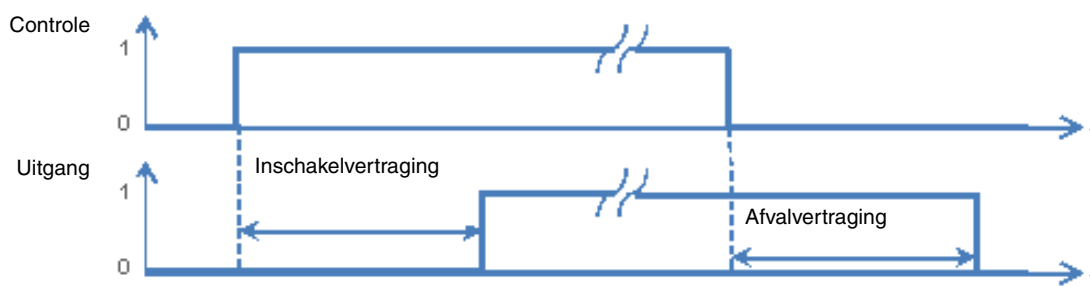 Controle
1
0
Uitgang
Inschakelvertraging
1
Afvalvertraging
0